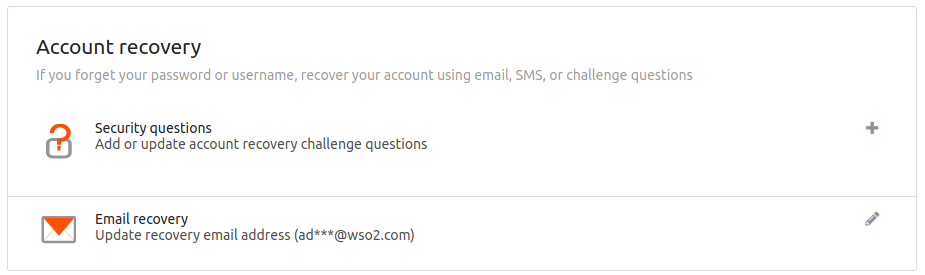 Account recovery
If you forget your password or username, recover your account using email, SMS, or challenge questions
Security questions
Add or update account recovery challenge questions
Email recovery
Update recovery email address (ad***@wso2.com)